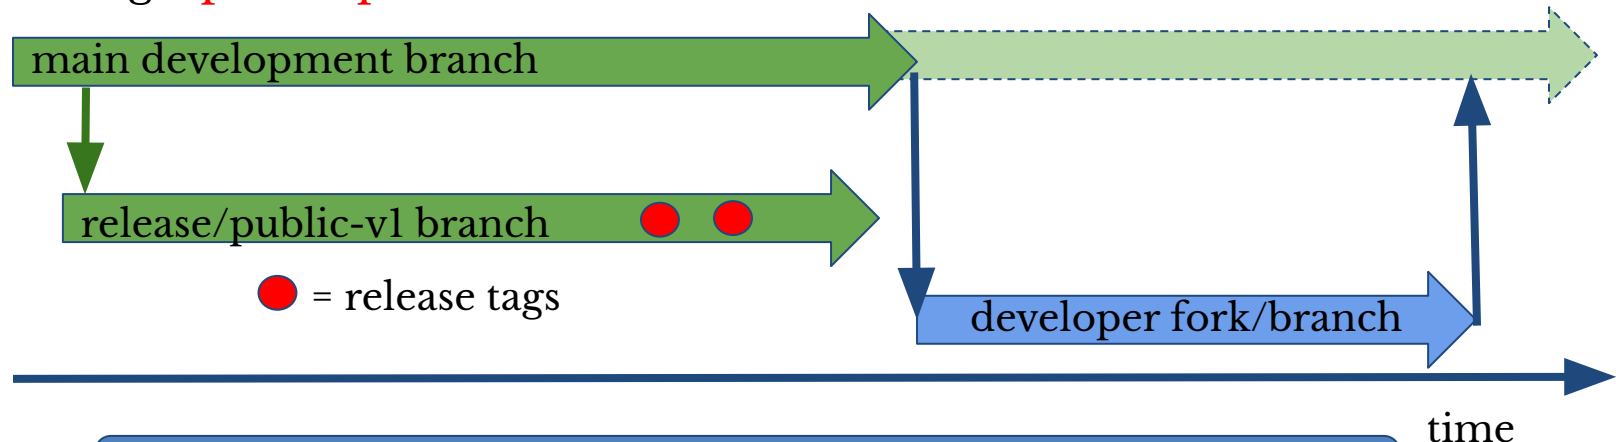 main development branch
release/public-v1 branch
= release tags
developer fork/branch
time